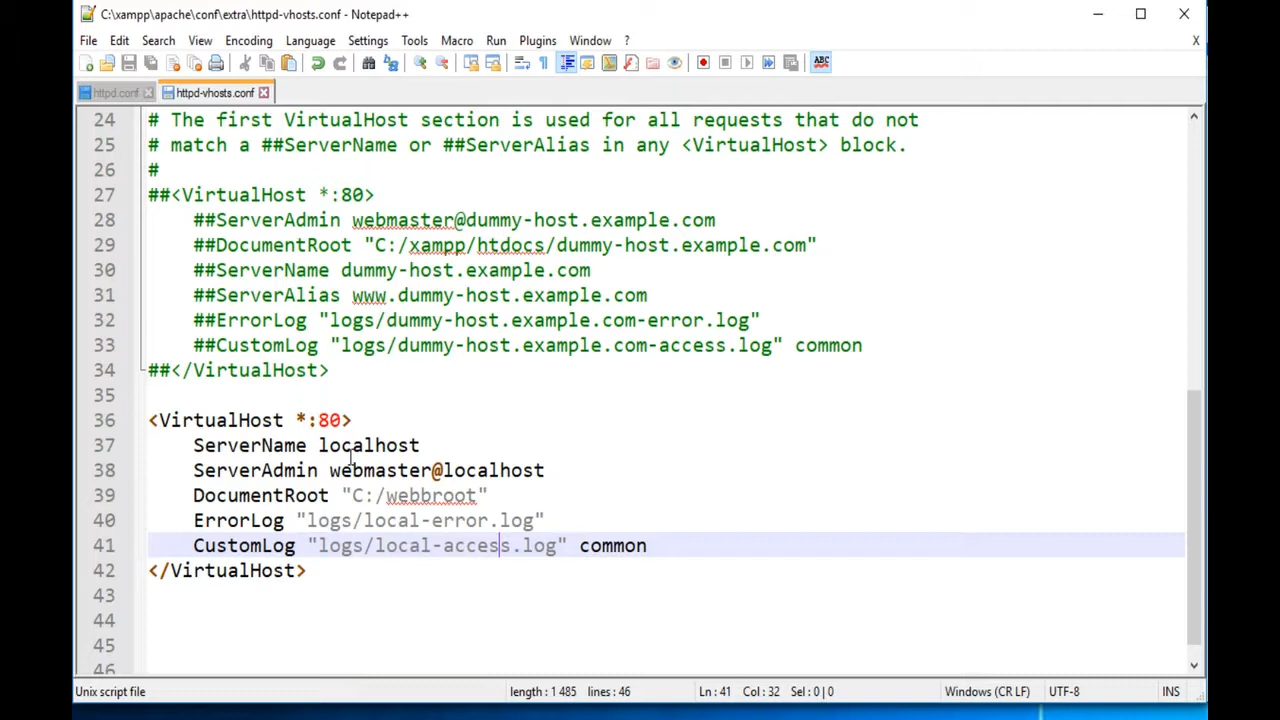 C:\xampp\apache\conf\extra\httpd-vhosts.conf - Notepad++
File Edit Search View Encoding Language Settings Tools Macro Run Plugins Window ? X
ABC
httpd.conf httpd-vhosts.conf
24 # The first VirtualHost section is used for all requests that do not
25 # match a ##ServerName or ##ServerAlias in any <VirtualHost> block.
26 #
27 ##<VirtualHost *:80>
28 ##ServerAdmin webmaster@dummy-host.example.com
29 ##DocumentRoot "C:/xampp/htdocs/dummy-host.example.com"
30 ##ServerName dummy-host.example.com
31 ##ServerAlias www.dummy-host.example.com
32 ##ErrorLog "logs/dummy-host.example.com-error.log"
33 ##CustomLog "logs/dummy-host.example.com-access.log" common
34 ##</VirtualHost>
35
36 <VirtualHost *:80>
37 ServerName localhost
38 ServerAdmin webmaster@localhost
39 DocumentRoot "C:/webbroot"
40 ErrorLog "logs/local-error.log"
41 CustomLog "logs/local-access.log" common
42 </VirtualHost>
43
44
45
46
Unix script file length : 1 485 lines : 46 Ln : 41 Col : 32 Sel : 0 | 0 Windows (CR LF) UTF-8 INS